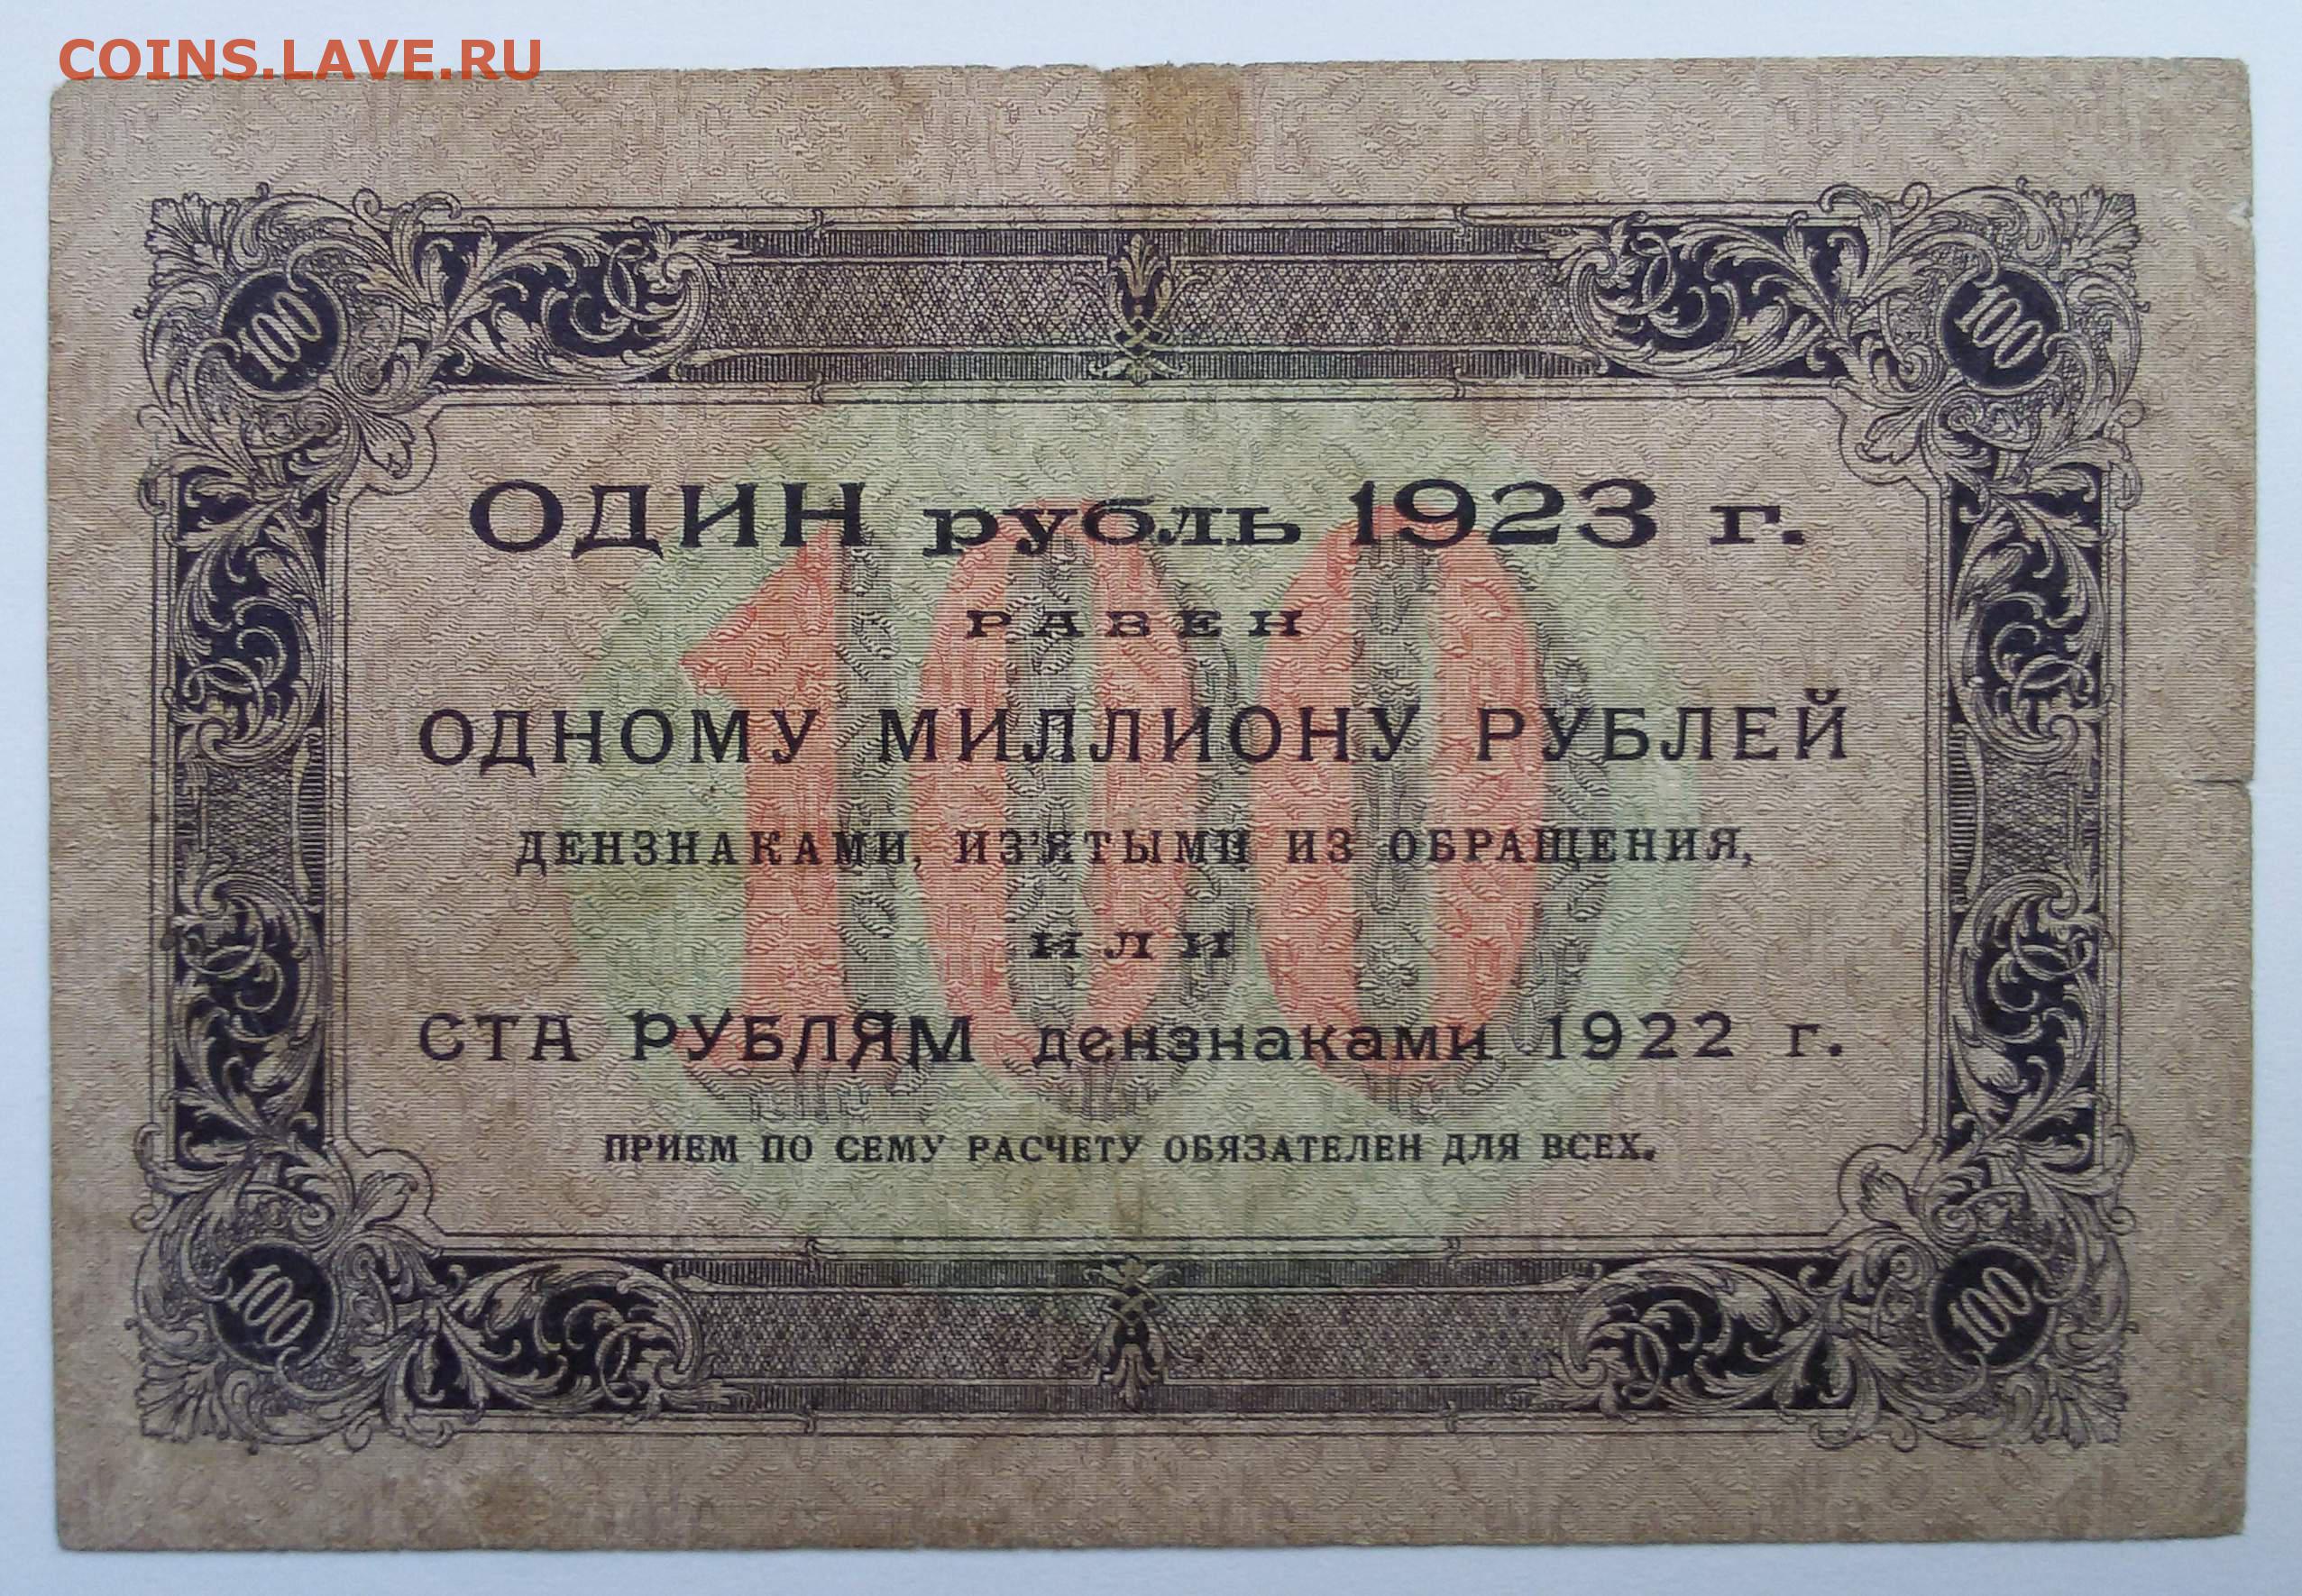 COINS.LAVE.RU
100
100
ОДИН рубль 1923 г.
РАВЕН
ОДНОМУ МИЛЛИОНУ РУБЛЕЙ
ДЕНЗНАКАМИ, ИЗ'ЯТЫМИ ИЗ ОБРАЩЕНИЯ,
или
СТА РУБЛЯМ дензнаками 1922 г.
ПРИЕМ ПО СЕМУ РАСЧЕТУ ОБЯЗАТЕЛЕН ДЛЯ ВСЕХ.
100
100
100